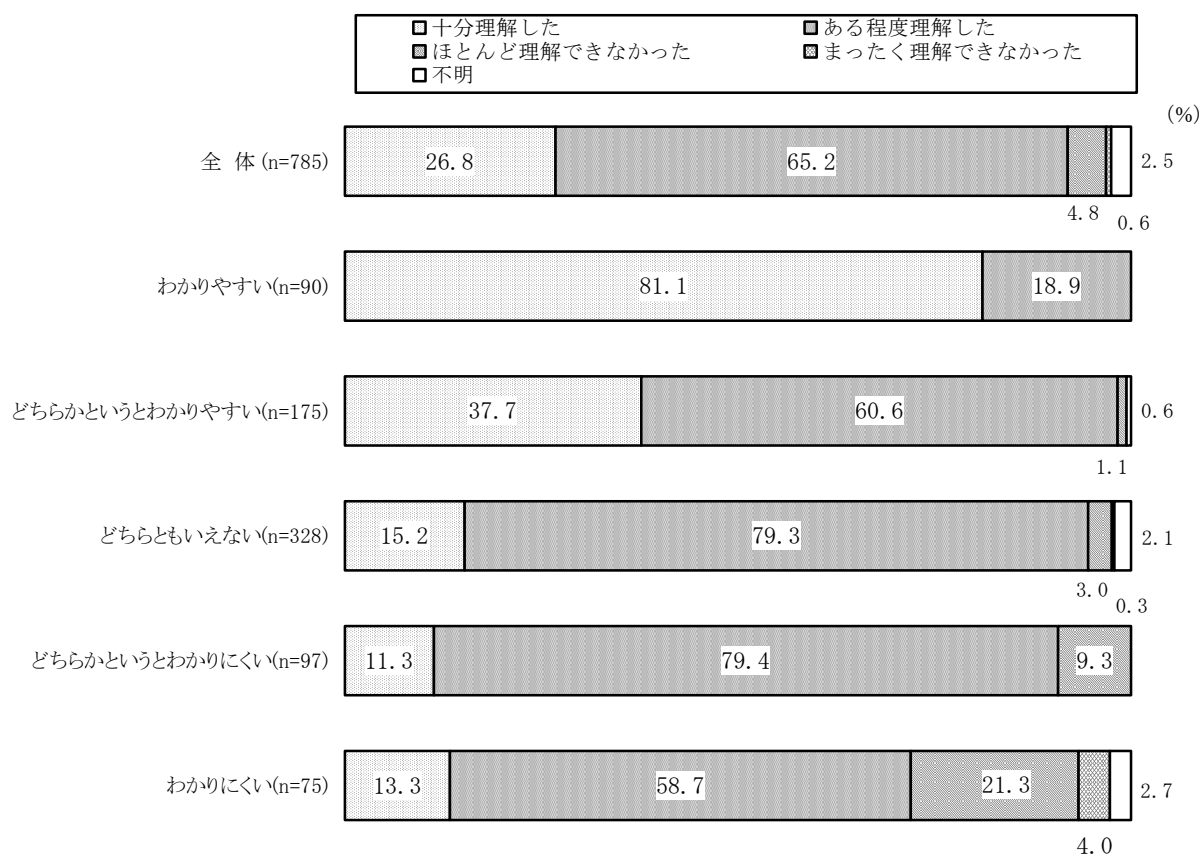 十分理解した ある程度理解した
ほとんど理解できなかった まったく理解できなかった
不明
(%)
全 体(n=785) 26.8 65.2 2.5
4.8 0.6
わかりやすい(n=90) 81.1 18.9
どちらかというとわかりやすい(n=175) 37.7 60.6 0.6
1.1
どちらともいえない(n=328) 15.2 79.3 2.1
3.0 0.3
どちらかというとわかりにくい(n=97) 11.3 79.4 9.3
わかりにくい(n=75) 13.3 58.7 21.3 2.7
4.0